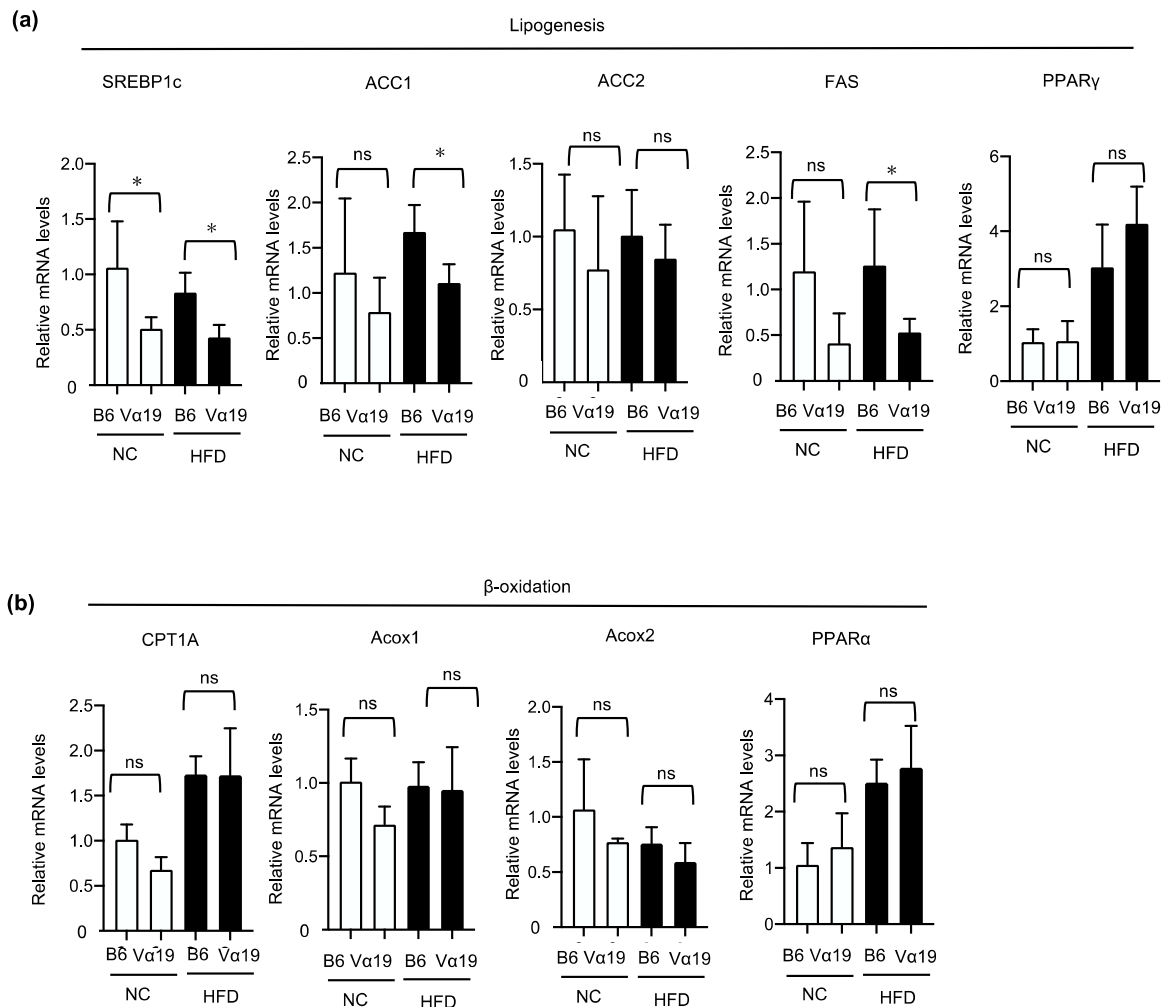 (a)
Lipogenesis
SREBP1c ACC1 ACC2 FAS PPARγ
Relative mRNA levels
2.0
1.5
1.0
0.5
0
* *
B6 Vα19 B6 Vα19
NC HFD
Relative mRNA levels
2.5
2.0
1.5
1.0
0.5
0
ns *
B6 Vα19 B6 Vα19
NC HFD
Relative mRNA levels
1.5
1.0
0.5
0
ns ns
B6 Vα19 B6 Vα19
NC HFD
Relative mRNA levels
2.5
2.0
1.5
1.0
0.5
0
ns *
B6 Vα19 B6 Vα19
NC HFD
Relative mRNA levels
6
4
2
0
ns ns
B6 Vα19 B6 Vα19
NC HFD
(b)
β-oxidation
CPT1A Acox1 Acox2 PPARα
Relative mRNA levels
2.5
2.0
1.5
1.0
0.5
0
ns ns
B6 Vα19 B6 Vα19
NC HFD
Relative mRNA levels
1.5
1.0
0.5
0
ns ns
B6 Vα19 B6 Vα19
NC HFD
Relative mRNA levels
2.0
1.5
1.0
0.5
0
ns ns
B6 Vα19 B6 Vα19
NC HFD
Relative mRNA levels
4
3
2
1
0
ns ns
B6 Vα19 B6 Vα19
NC HFD